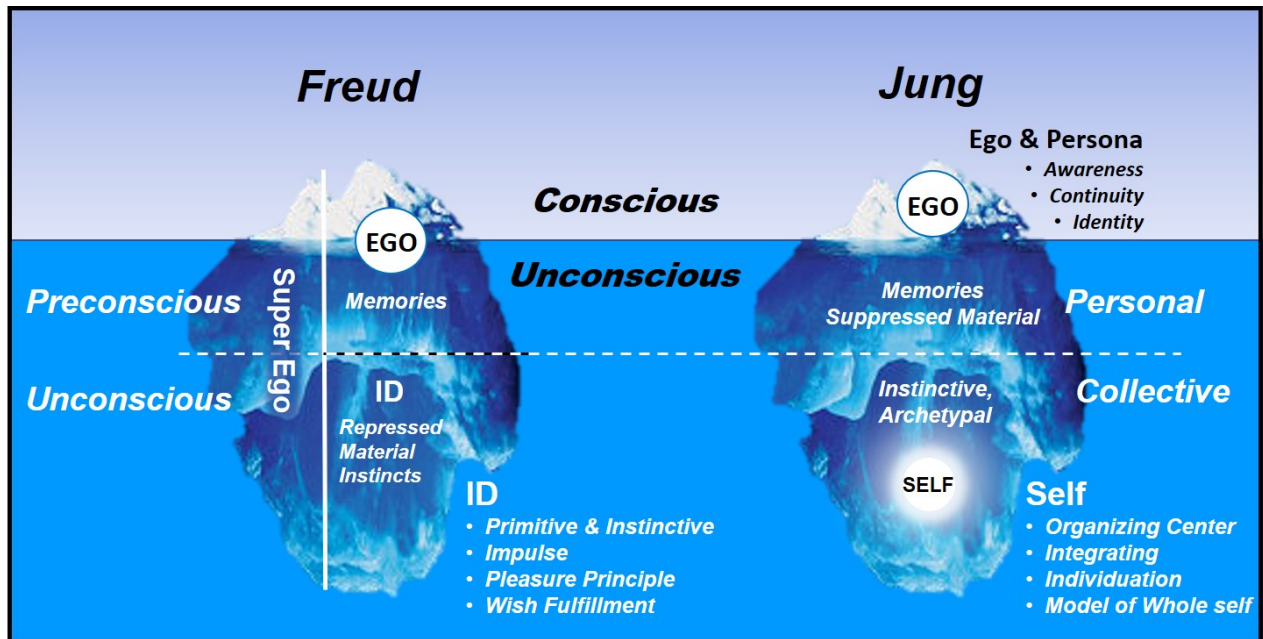 Freud
Jung
Ego & Persona
• Awareness
• Continuity
• Identity
EGO
Conscious
EGO
Unconscious
Preconscious
Super Ego
Memories
Memories
Suppressed Material
Personal
Unconscious
ID
Repressed
Material
Instincts
Instinctive,
Archetypal
Collective
SELF
ID
• Primitive & Instinctive
• Impulse
• Pleasure Principle
• Wish Fulfillment
Self
• Organizing Center
• Integrating
• Individuation
• Model of Whole self